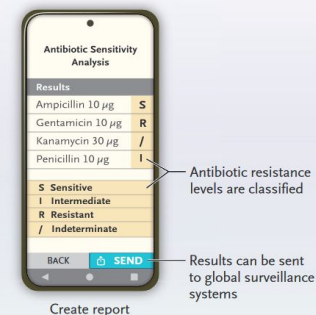 Antibiotic Sensitivity
Analysis
Results
Ampicillin 10 µg S
Gentamicin 10 µg R
Kanamycin 30 µg /
Penicillin 10 µg I
S Sensitive
I Intermediate
R Resistant
/ Indeterminate
Antibiotic resistance
levels are classified
BACK SEND
Results can be sent
to global surveillance
systems
Create report